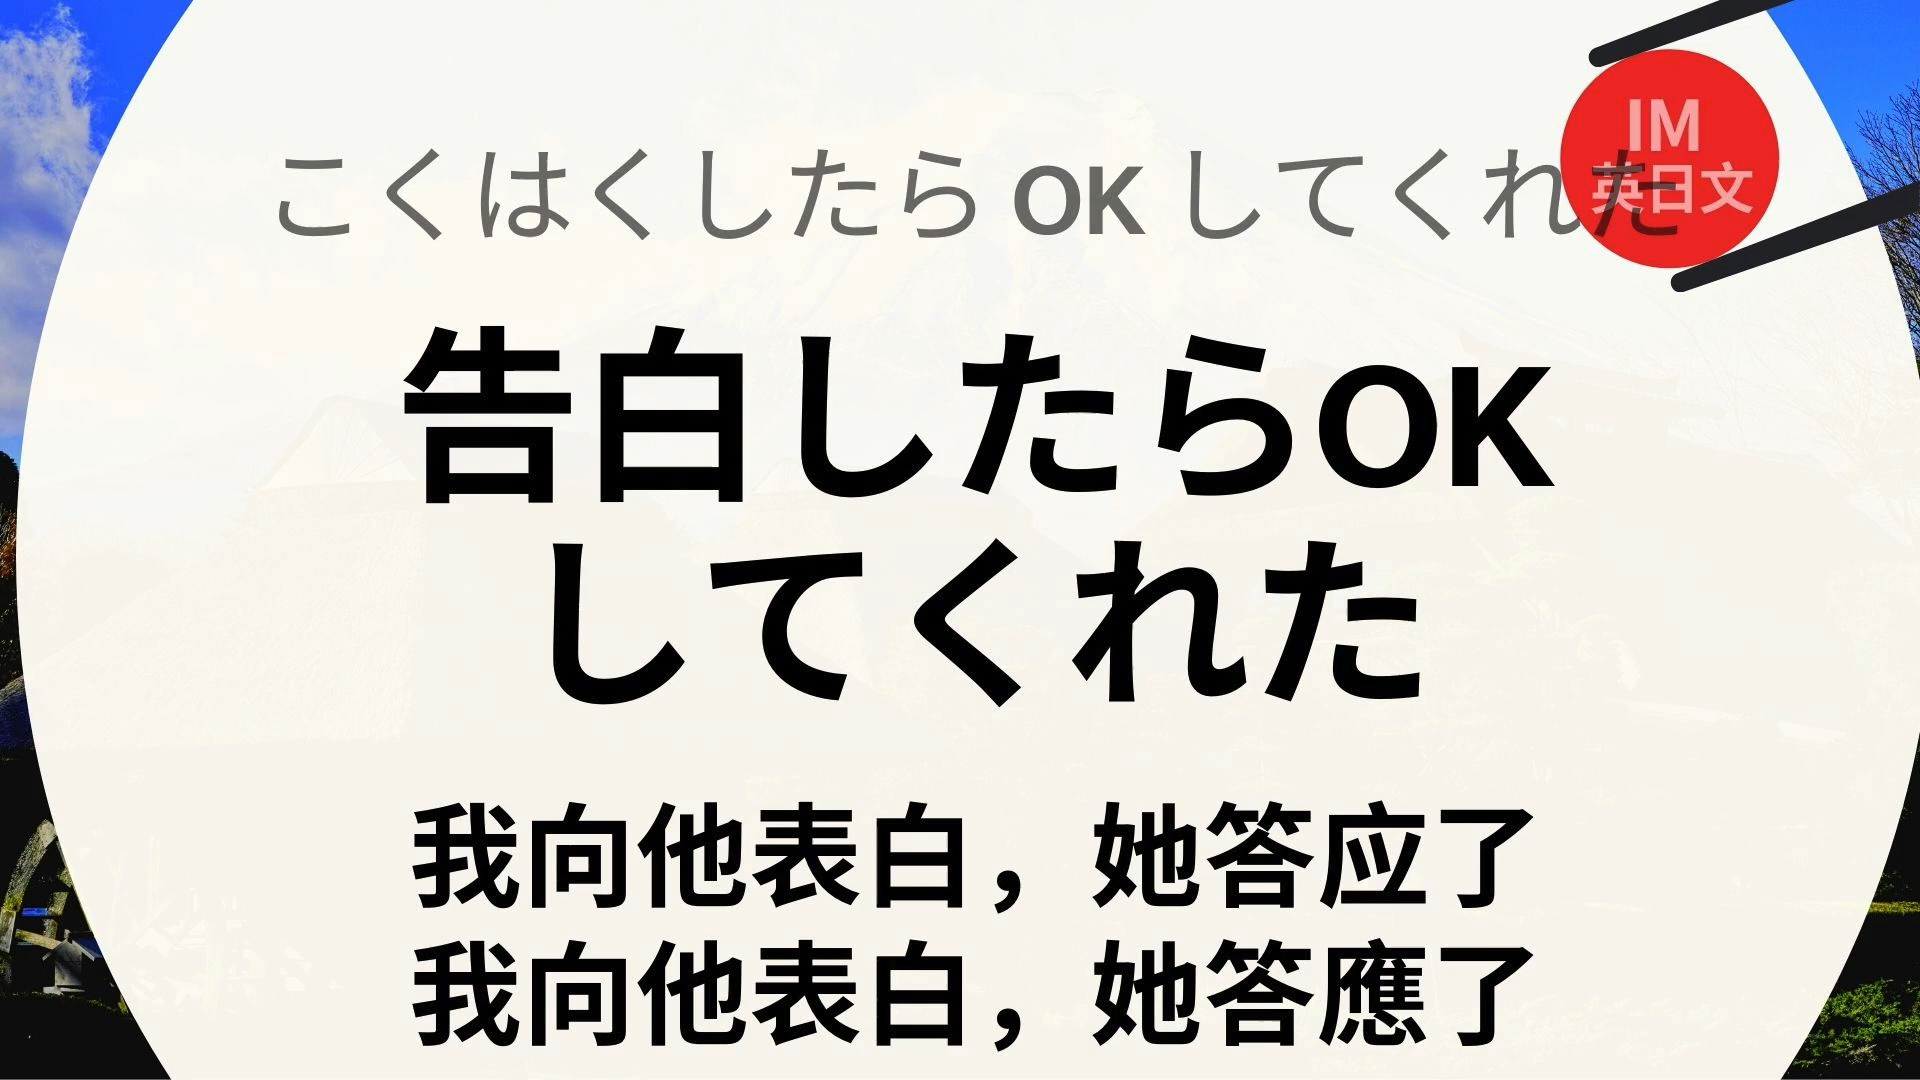 こくはくしたら OK してくれた
IM
英日文
告白したらOK
してくれた
我向他表白，她答应了
我向他表白，她答應了